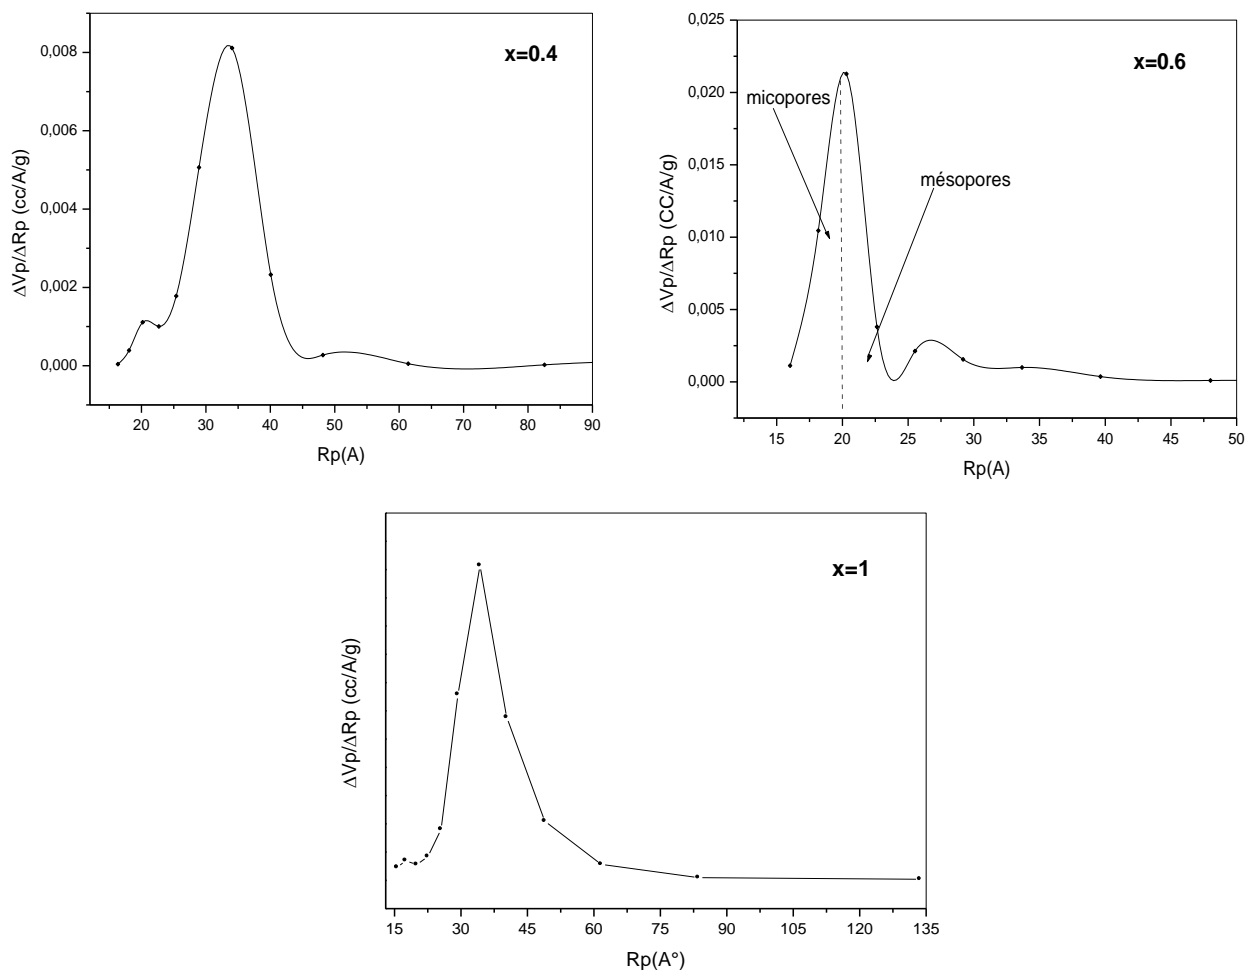 x=0.4
0,008
0,006
0,004
0,002
0,000
ΔVp/ΔRp (cc/A/g)
20 30 40 50 60 70 80 90
Rp(A)
x=0.6
0,025
0,020
0,015
0,010
0,005
0,000
ΔVp/ΔRp (CC/A/g)
micopores
mésopores
15 20 25 30 35 40 45 50
Rp(A)
x=1
ΔVp/ΔRp (cc/A/g)
15 30 45 60 75 90 105 120 135
Rp(A°)